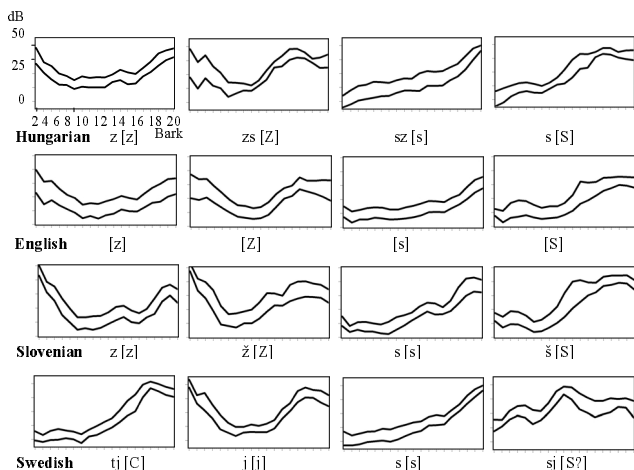 dB
50
25
0
2 4 6 8 10 12 14 16 18 20
Bark
Hungarian z [z] zs [Z] sz [s] s [S]
English [z] [Z] [s] [S]
Slovenian z [z] ž [Z] s [s] š [S]
Swedish tj [C] j [j] s [s] sj [S?]